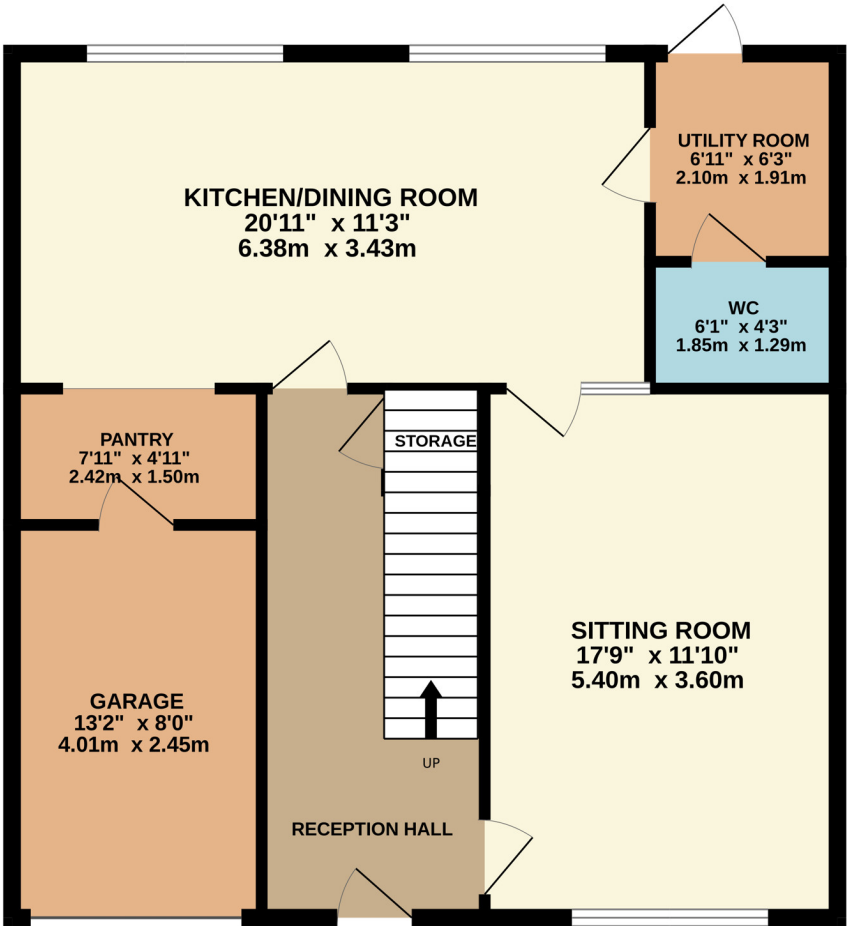 UTILITY ROOM
6'11" x 6'3"
2.10m x 1.91m
KITCHEN/DINING ROOM
20'11" x 11'3"
6.38m x 3.43m
WC
6'1" x 4'3"
1.85m x 1.29m
PANTRY
7'11" x 4'11"
2.42m x 1.50m
STORAGE
SITTING ROOM
17'9" x 11'10"
5.40m x 3.60m
GARAGE
13'2" x 8'0"
4.01m x 2.45m
UP
RECEPTION HALL